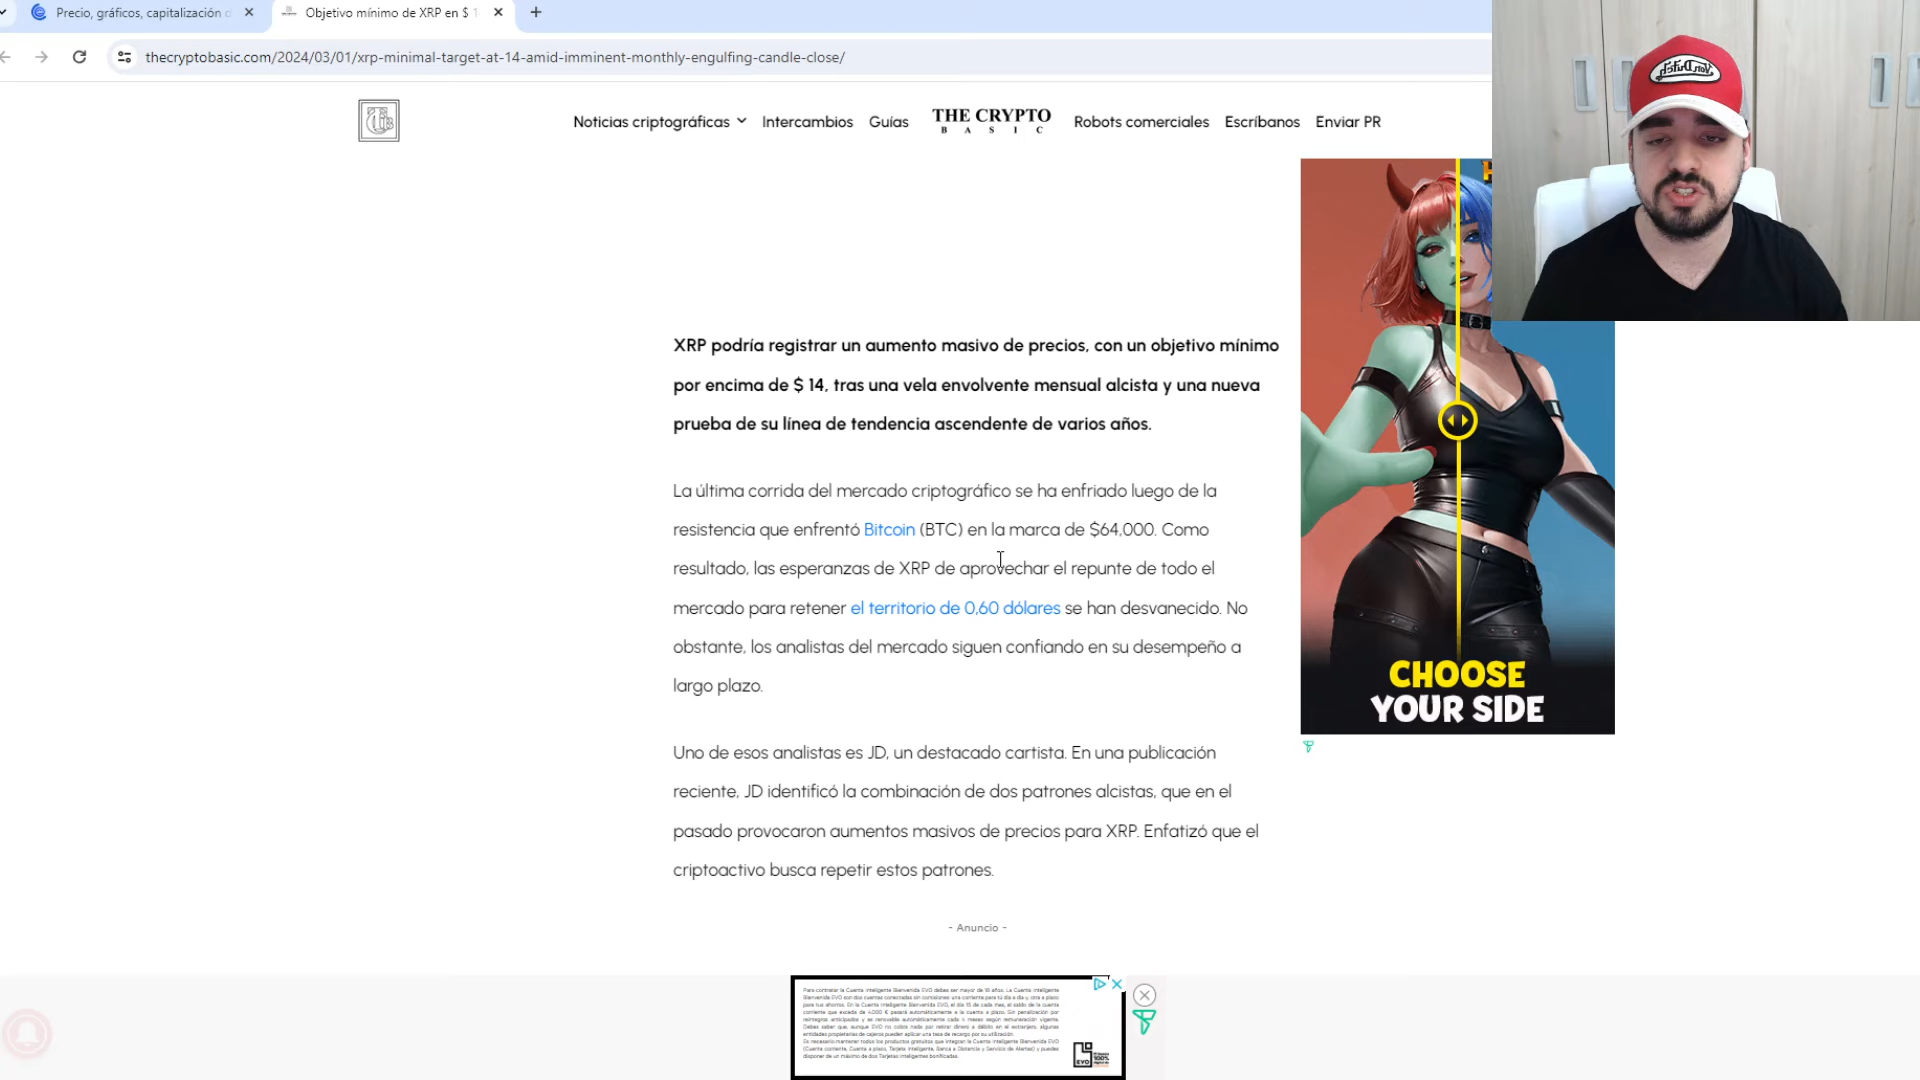 Precio, gráficos, capitalización d
Objetivo mínimo de XRP en $ 1
thecryptobasic.com/2024/03/01/xrp-minimal-target-at-14-amid-imminent-monthly-engulfing-candle-close/
Noticias criptográficas
Intercambios
Guías
THE CRYPTO
BASIC
Robots comerciales
Escríbanos
Enviar PR
Von Dutch
XRP podría registrar un aumento masivo de precios, con un objetivo mínimo
por encima de $ 14, tras una vela envolvente mensual alcista y una nueva
prueba de su línea de tendencia ascendente de varios años.
La última corrida del mercado criptográfico se ha enfriado luego de la
resistencia que enfrentó Bitcoin (BTC) en la marca de $64,000. Como
resultado, las esperanzas de XRP de aprovechar el repunte de todo el
mercado para retener el territorio de 0,60 dólares se han desvanecido. No
obstante, los analistas del mercado siguen confiando en su desempeño a
largo plazo.
CHOOSE
YOUR SIDE
Uno de esos analistas es JD, un destacado cartista. En una publicación
reciente, JD identificó la combinación de dos patrones alcistas, que en el
pasado provocaron aumentos masivos de precios para XRP. Enfatizó que el
criptoactivo busca repetir estos patrones.
- Anuncio -
EVO